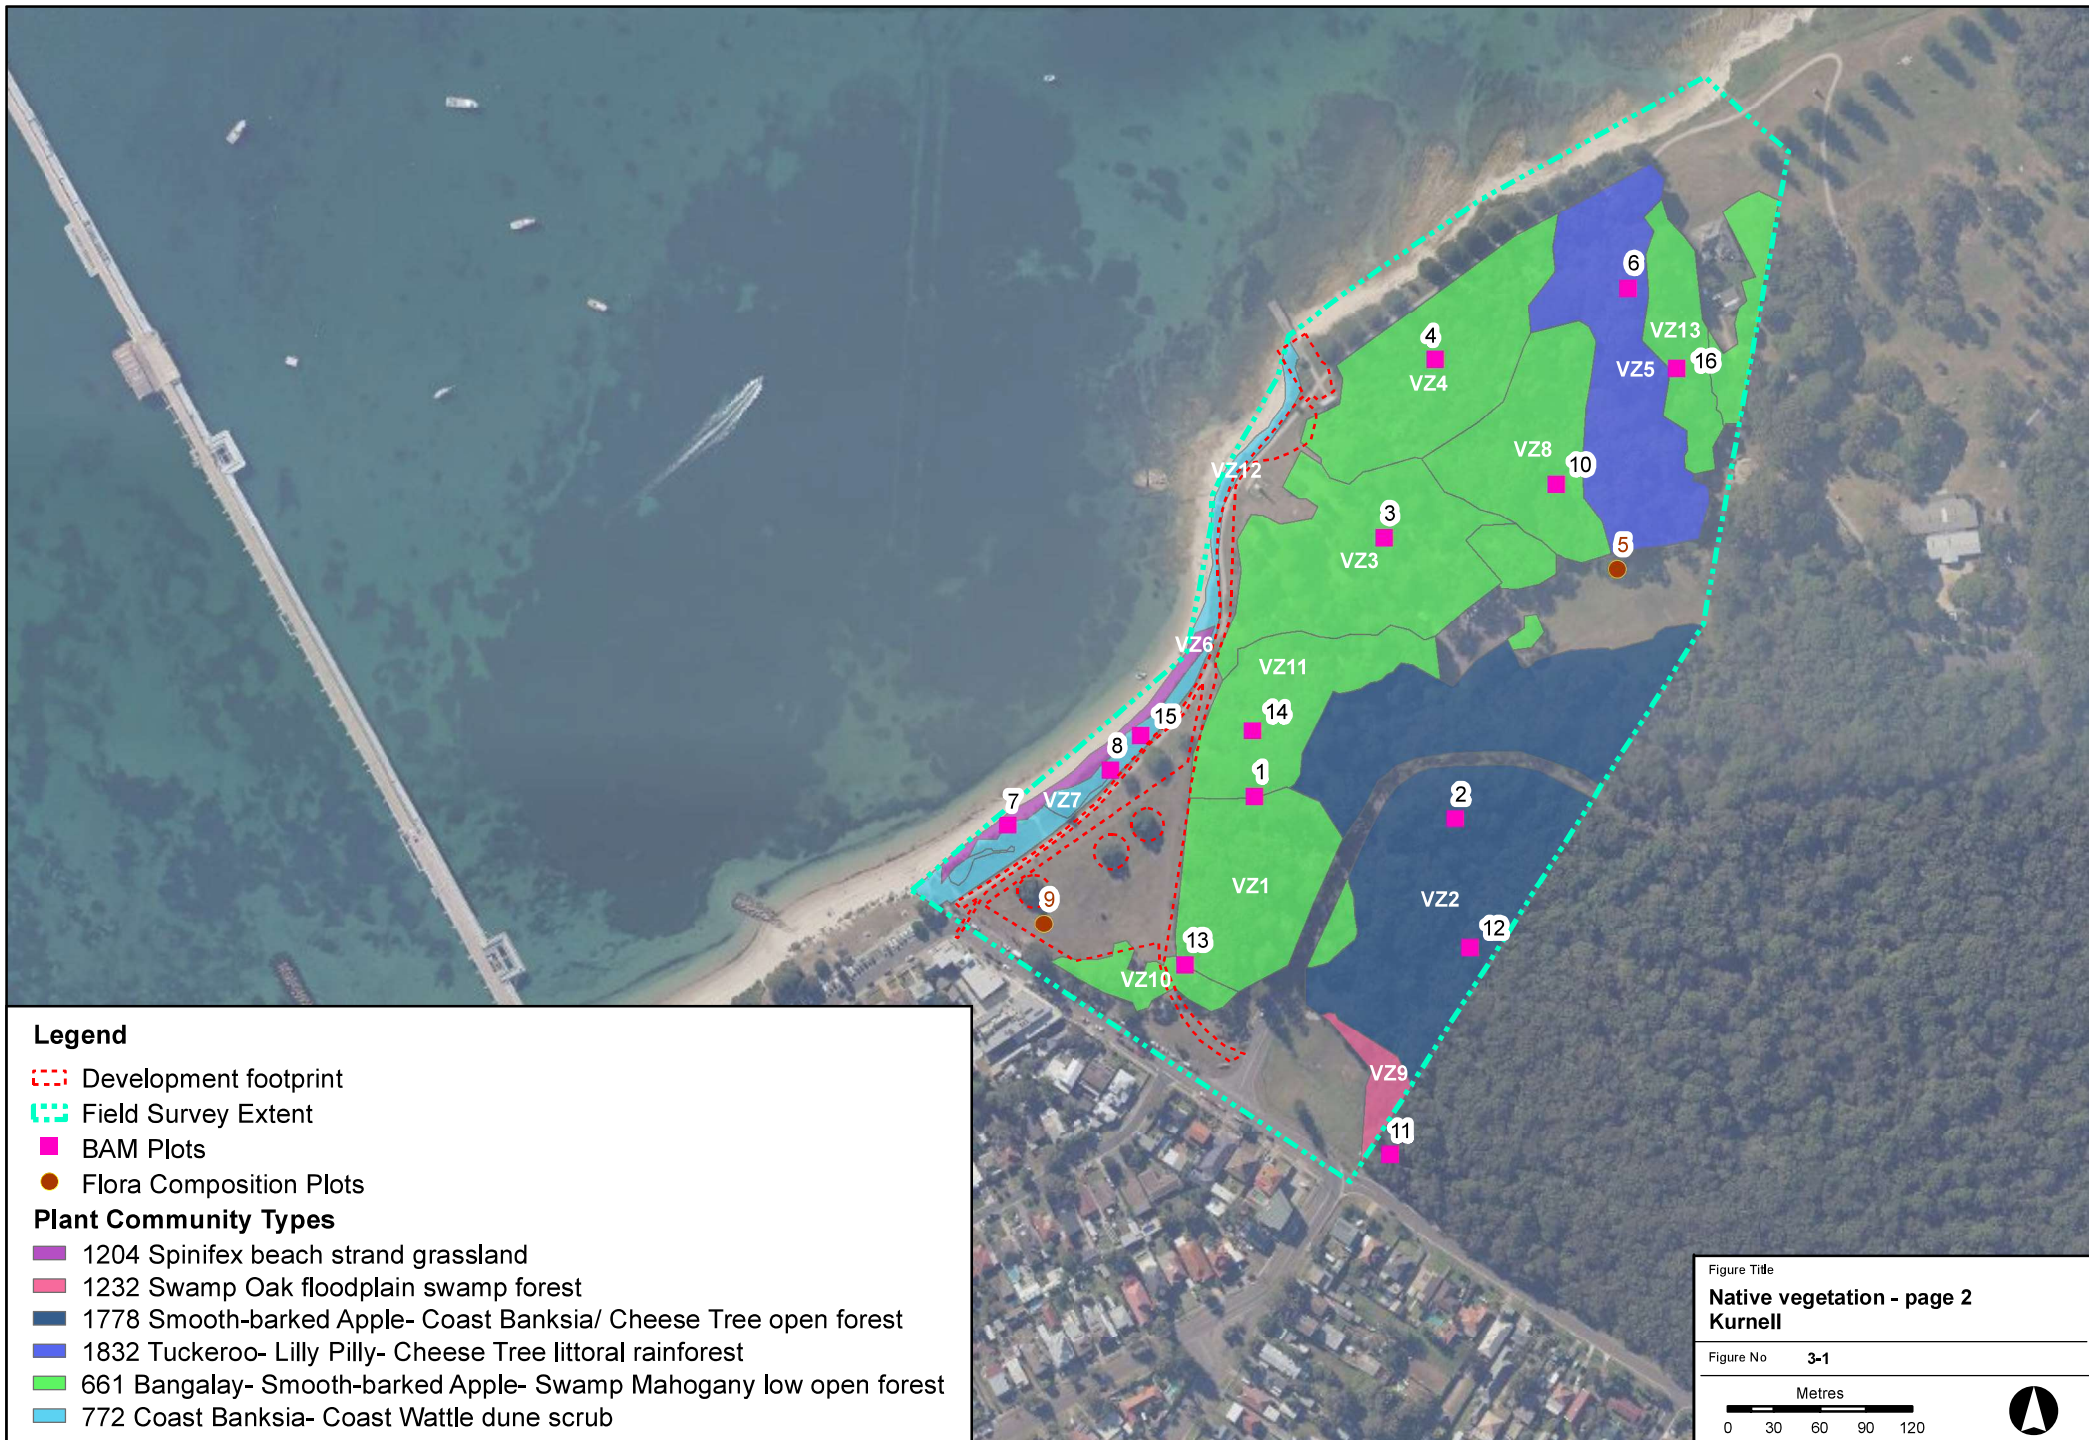 6
4
VZ13
VZ5
16
VZ4
VZ12
VZ8
10
3
5
VZ3
VZ6
VZ11
15
14
8
1
7
VZ7
2
VZ1
VZ2
9
12
13
VZ10
VZ9
11
Legend
Development footprint
Field Survey Extent
BAM Plots
Flora Composition Plots
Plant Community Types
1204 Spinifex beach strand grassland
1232 Swamp Oak floodplain swamp forest
1778 Smooth-barked Apple- Coast Banksia/ Cheese Tree open forest
1832 Tuckeroo- Lilly Pilly- Cheese Tree littoral rainforest
661 Bangalay- Smooth-barked Apple- Swamp Mahogany low open forest
772 Coast Banksia- Coast Wattle dune scrub
Figure Title
Native vegetation - page 2
Kurnell
Figure No 3-1
Metres
0 30 60 90 120